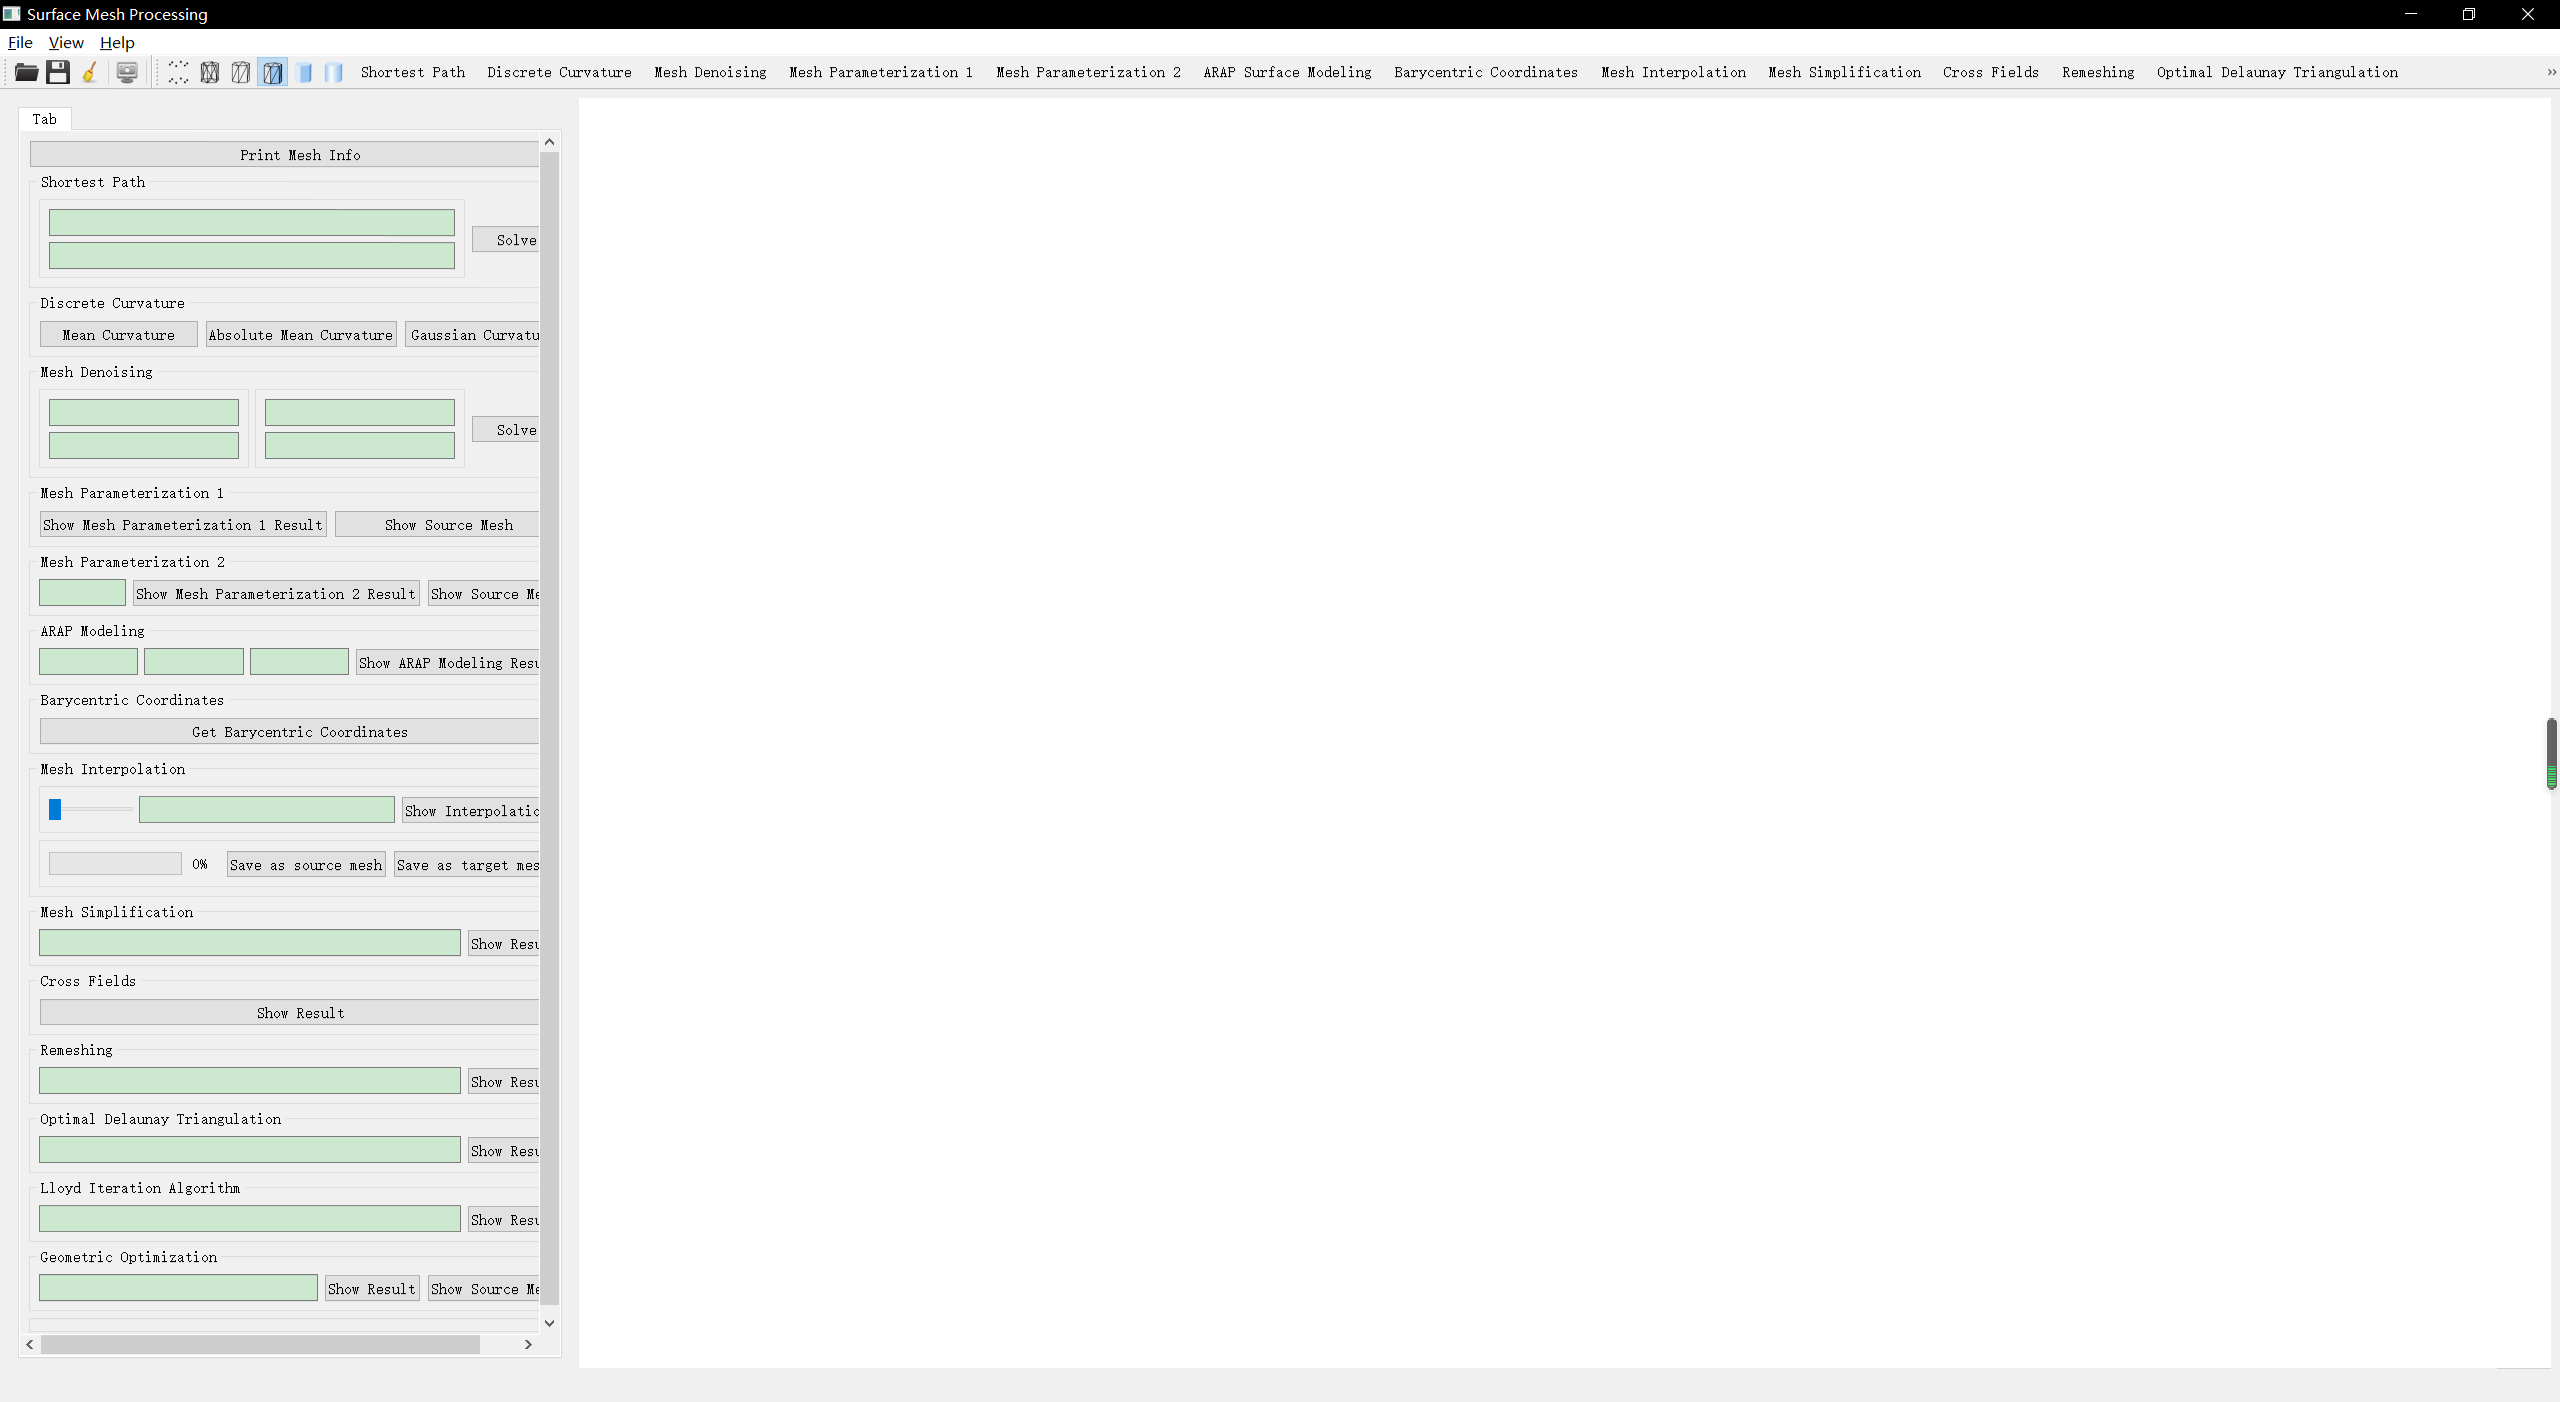 Surface Mesh Processing
File View Help
Shortest Path Discrete Curvature Mesh Denoising Mesh Parameterization 1 Mesh Parameterization 2 ARAP Surface Modeling Barycentric Coordinates Mesh Interpolation Mesh Simplification Cross Fields Remeshing Optimal Delaunay Triangulation »
Tab
Print Mesh Info
Shortest Path
Solve
Discrete Curvature
Mean Curvature Absolute Mean Curvature Gaussian Curvatu
Mesh Denoising
Solve
Mesh Parameterization 1
Show Mesh Parameterization 1 Result Show Source Mesh
Mesh Parameterization 2
Show Mesh Parameterization 2 Result Show Source Me
ARAP Modeling
Show ARAP Modeling Resu
Barycentric Coordinates
Get Barycentric Coordinates
Mesh Interpolation
Show Interpolatio
0% Save as source mesh Save as target mes
Mesh Simplification
Show Resu
Cross Fields
Show Result
Remeshing
Show Resu
Optimal Delaunay Triangulation
Show Resu
Lloyd Iteration Algorithm
Show Resu
Geometric Optimization
Show Result Show Source Me